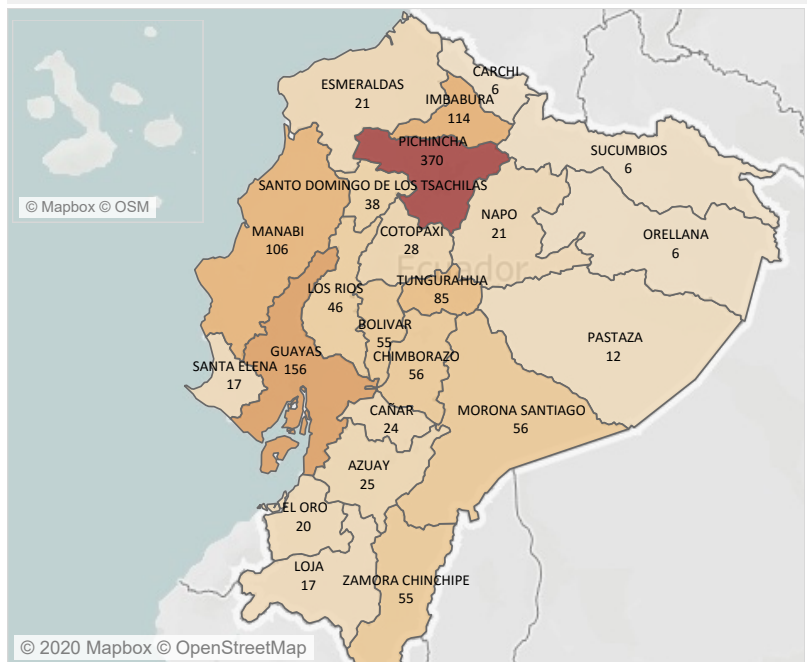 CARCHI
6
ESMERALDAS
21
IMBABURA
114
PICHINCHA
370
SUCUMBIOS
6
SANTO DOMINGO DE LOS TSACHILAS
38
© Mapbox © OSM
NAPO
21
MANABI
106
COTOPAXI
28
ORELLANA
6
Ecuador
TUNGURAHUA
85
LOS RIOS
46
BOLIVAR
55
PASTAZA
12
GUAYAS
156
CHIMBORAZO
56
SANTA ELENA
17
CAÑAR
24
MORONA SANTIAGO
56
AZUAY
25
EL ORO
20
LOJA
17
ZAMORA CHINCHIPE
55
© 2020 Mapbox © OpenStreetMap